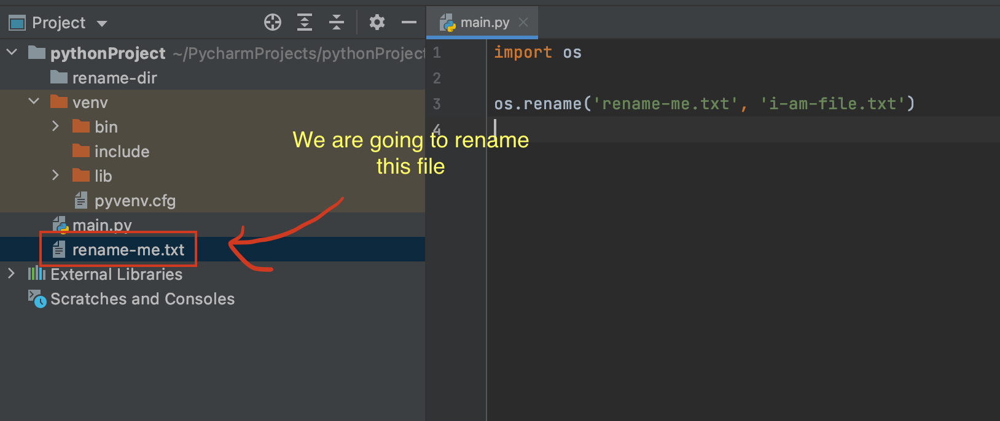 Project
main.py
pythonProject ~/PycharmProjects/pythonProject
rename-dir
venv
bin
include
lib
pyvenv.cfg
main.py
rename-me.txt
External Libraries
Scratches and Consoles
We are going to rename
this file
1 import os
2
3 os.rename('rename-me.txt', 'i-am-file.txt')
4